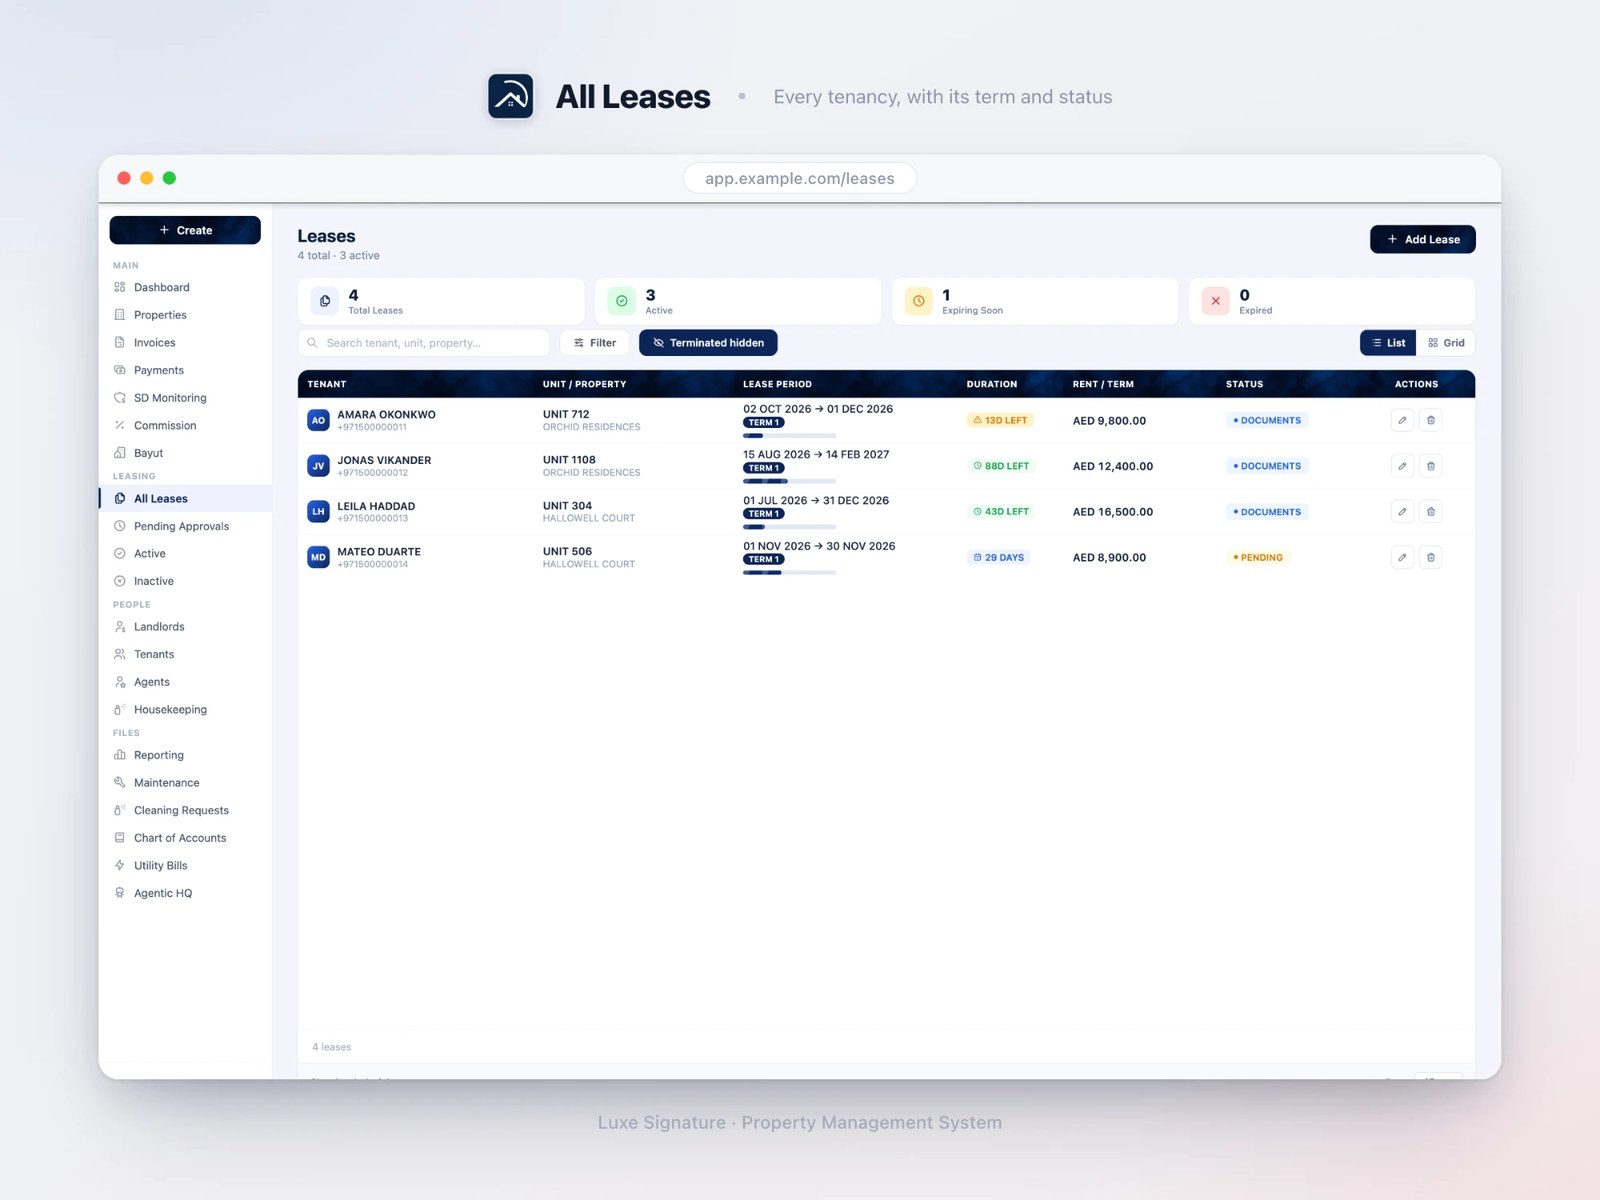 All Leases • Every tenancy, with its term and status
app.example.com/leases
+ Create
MAIN
Dashboard
Properties
Invoices
Payments
SD Monitoring
Commission
Bayut
LEASING
All Leases
Pending Approvals
Active
Inactive
PEOPLE
Landlords
Tenants
Agents
Housekeeping
FILES
Reporting
Maintenance
Cleaning Requests
Chart of Accounts
Utility Bills
Agentic HQ
Leases
4 total · 3 active
+ Add Lease
4
Total Leases
3
Active
1
Expiring Soon
0
Expired
Search tenant, unit, property...
Filter
Terminated hidden
List
Grid
TENANT UNIT / PROPERTY LEASE PERIOD DURATION RENT / TERM STATUS ACTIONS
AO AMARA OKONKWO
+971500000011
UNIT 712
ORCHID RESIDENCES
02 OCT 2026 → 01 DEC 2026
TERM 1
13D LEFT
AED 9,800.00
• DOCUMENTS
JV JONAS VIKANDER
+971500000012
UNIT 1108
ORCHID RESIDENCES
15 AUG 2026 → 14 FEB 2027
TERM 1
88D LEFT
AED 12,400.00
• DOCUMENTS
LH LEILA HADDAD
+971500000013
UNIT 304
HALLOWELL COURT
01 JUL 2026 → 31 DEC 2026
TERM 1
43D LEFT
AED 16,500.00
• DOCUMENTS
MD MATEO DUARTE
+971500000014
UNIT 506
HALLOWELL COURT
01 NOV 2026 → 30 NOV 2026
TERM 1
29 DAYS
AED 8,900.00
• PENDING
4 leases
Luxe Signature · Property Management System